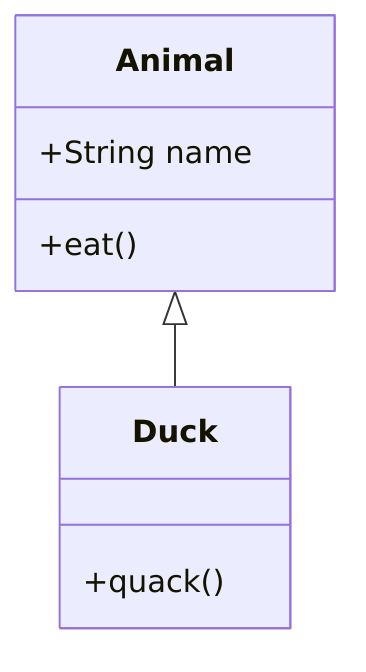 Animal
+String name
+eat()
Duck
+quack()